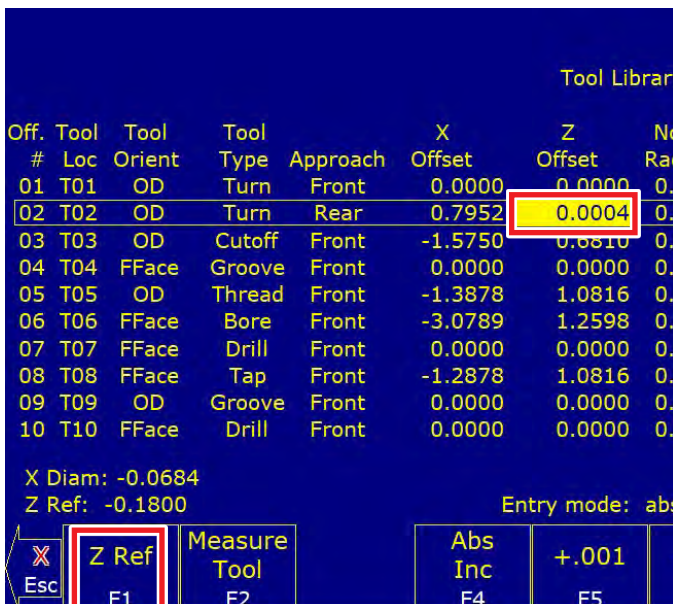 Tool Librar
Off. Tool Tool Tool X Z No
# Loc Orient Type Approach Offset Offset Rad
01 T01 OD Turn Front 0.0000 0.0000 0.
02 T02 OD Turn Rear 0.7952 0.0004 0.
03 T03 OD Cutoff Front -1.5750 0.6810 0.
04 T04 FFace Groove Front 0.0000 0.0000 0.
05 T05 OD Thread Front -1.3878 1.0816 0.
06 T06 FFace Bore Front -3.0789 1.2598 0.
07 T07 FFace Drill Front 0.0000 0.0000 0.
08 T08 FFace Tap Front -1.2878 1.0816 0.
09 T09 OD Groove Front 0.0000 0.0000 0.
10 T10 FFace Drill Front 0.0000 0.0000 0.
X Diam: -0.0684
Z Ref: -0.1800 Entry mode: abs
X Z Ref Measure Abs +.001
Esc Tool Inc
F1 F2 F4 F5